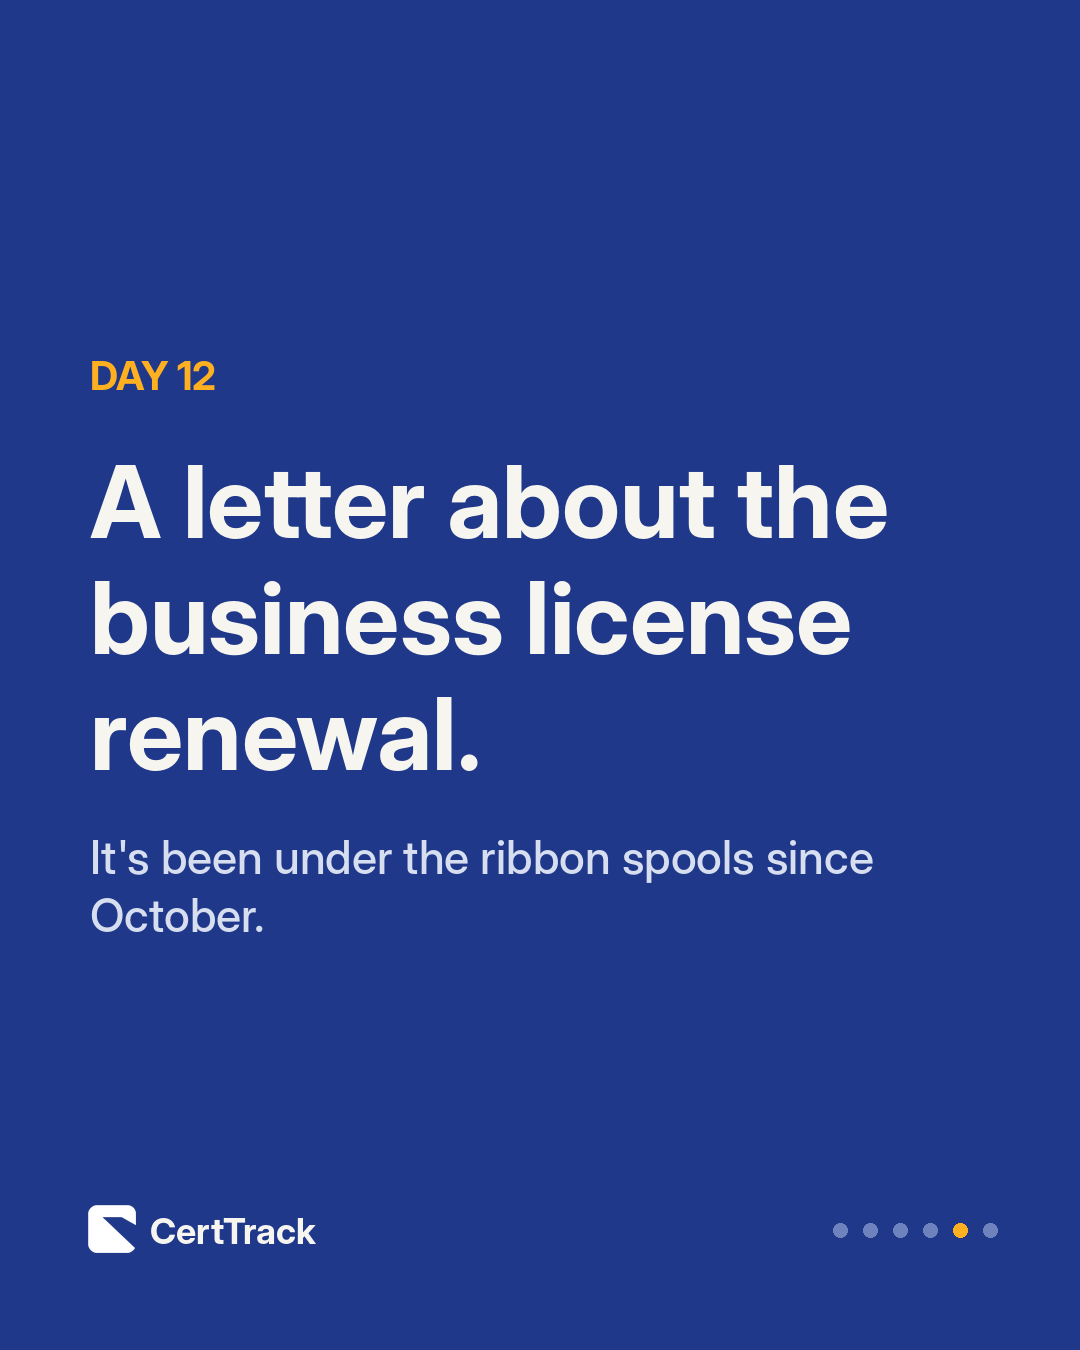 DAY 12
A letter about the
business license
renewal.
It's been under the ribbon spools since
October.
CertTrack